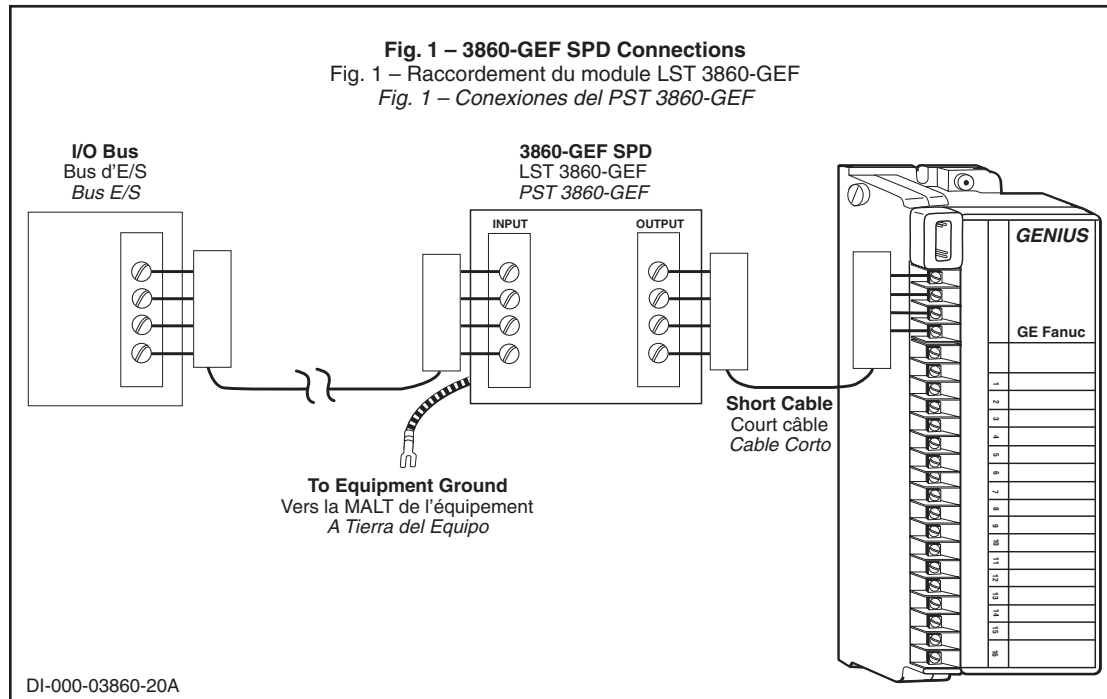 Fig. 1 – 3860-GEF SPD Connections
Fig. 1 – Raccordement du module LST 3860-GEF
Fig. 1 – Conexiones del PST 3860-GEF
I/O Bus
Bus d'E/S
Bus E/S
3860-GEF SPD
LST 3860-GEF
PST 3860-GEF
INPUT
OUTPUT
GENIUS
GE Fanuc
1
2
3
4
5
6
7
8
9
10
11
12
13
14
15
16
Short Cable
Court câble
Cable Corto
To Equipment Ground
Vers la MALT de l'équipement
A Tierra del Equipo
DI-000-03860-20A